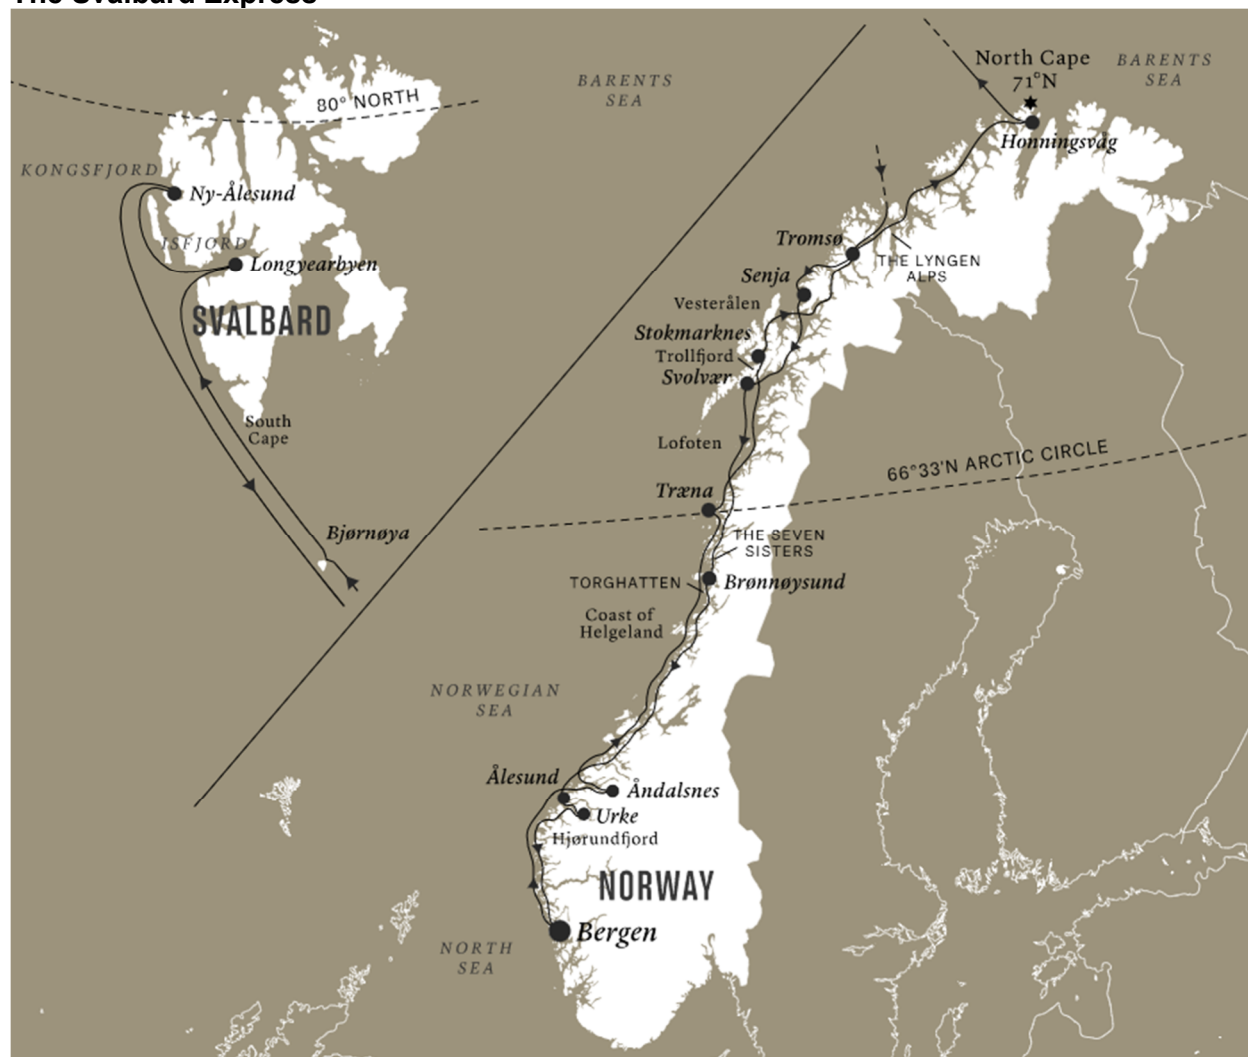 The Svalbard Express
BARENTS
SEA
North Cape
71°N
BARENTS
SEA
80° NORTH
Honningsvåg
KONGSFJORD
Ny-Ålesund
ISFJORD
Longyearbyen
SVALBARD
Tromsø
THE LYNGEN
ALPS
Senja
Vesterålen
Stokmarknes
Trollfjord
Svolvær
South
Cape
Lofoten
66°33'N ARCTIC CIRCLE
Træna
Bjørnøya
THE SEVEN
SISTERS
TORGHATTEN
Brønnøysund
Coast of
Helgeland
NORWEGIAN
SEA
Ålesund
Åndalsnes
Urke
Hjørundfjord
NORWAY
Bergen
NORTH
SEA